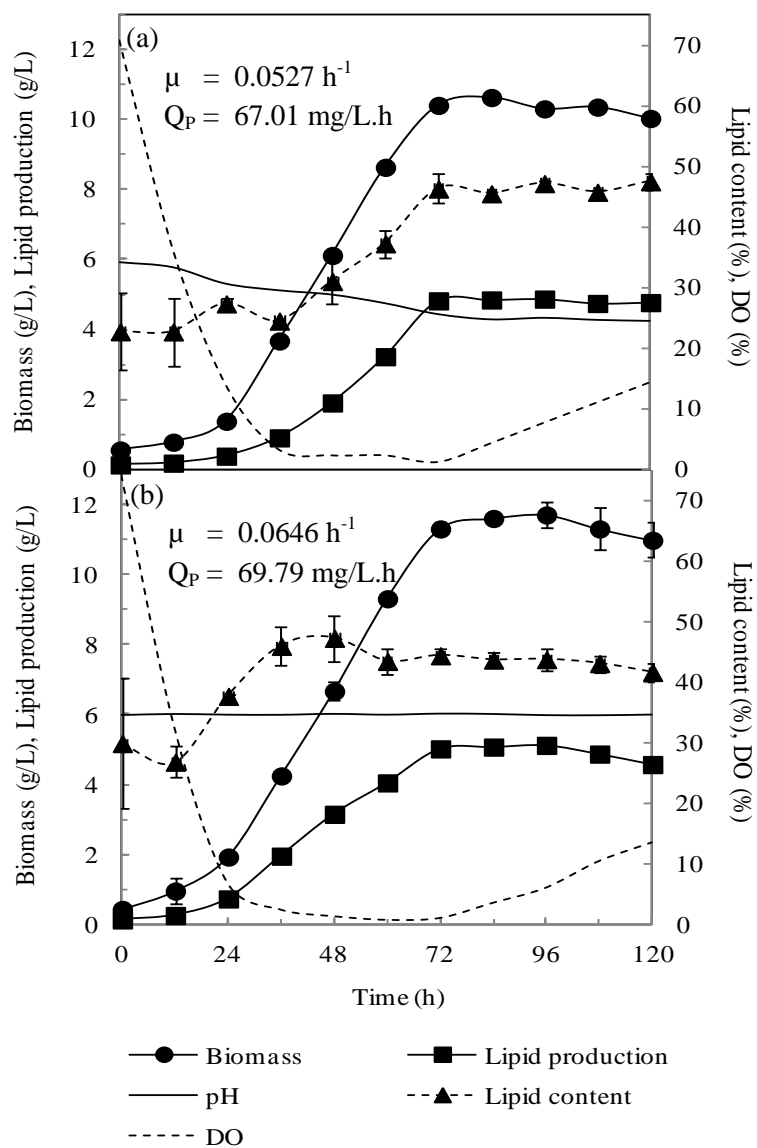 (a)
μ = 0.0527 h-1
QP = 67.01 mg/L.h
Biomass (g/L), Lipid production (g/L)
12
10
8
6
4
2
0
70
60
50
40
30
20
10
0
Lipid content (%), DO (%)
(b)
μ = 0.0646 h-1
QP = 69.79 mg/L.h
Biomass (g/L), Lipid production (g/L)
12
10
8
6
4
2
0
70
60
50
40
30
20
10
0
Lipid content (%), DO (%)
0 24 48 72 96 120
Time (h)
Biomass Lipid production
pH Lipid content
DO